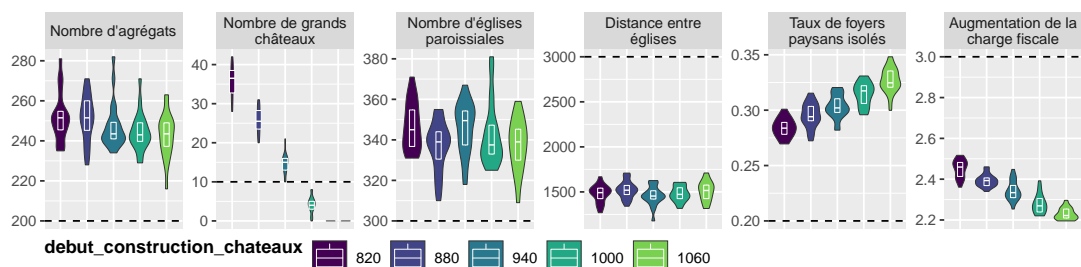 Nombre d'agrégats
Nombre de grands
châteaux
Nombre d'églises
paroissiales
Distance entre
églises
Taux de foyers
paysans isolés
Augmentation de la
charge fiscale
280
260
240
220
200
40
30
20
10
0
380
360
340
320
300
3000
2500
2000
1500
0.35
0.30
0.25
0.20
3.0
2.8
2.6
2.4
2.2
debut_construction_chateaux 820 880 940 1000 1060